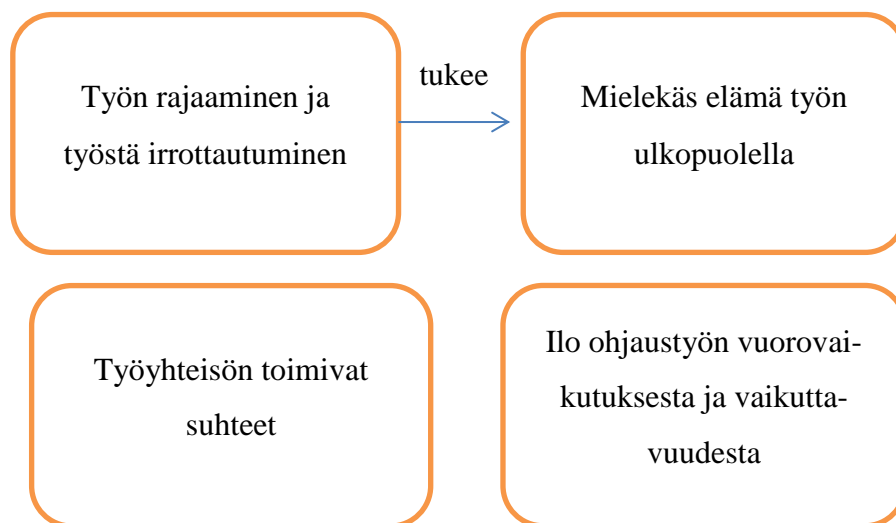 Työn rajaaminen ja
työstä irrottautuminen
tukee
Mielekäs elämä työn
ulkopuolella
Työyhteisön toimivat
suhteet
Ilo ohjaustyön vuorovai-
kutuksesta ja vaikutta-
vuudesta